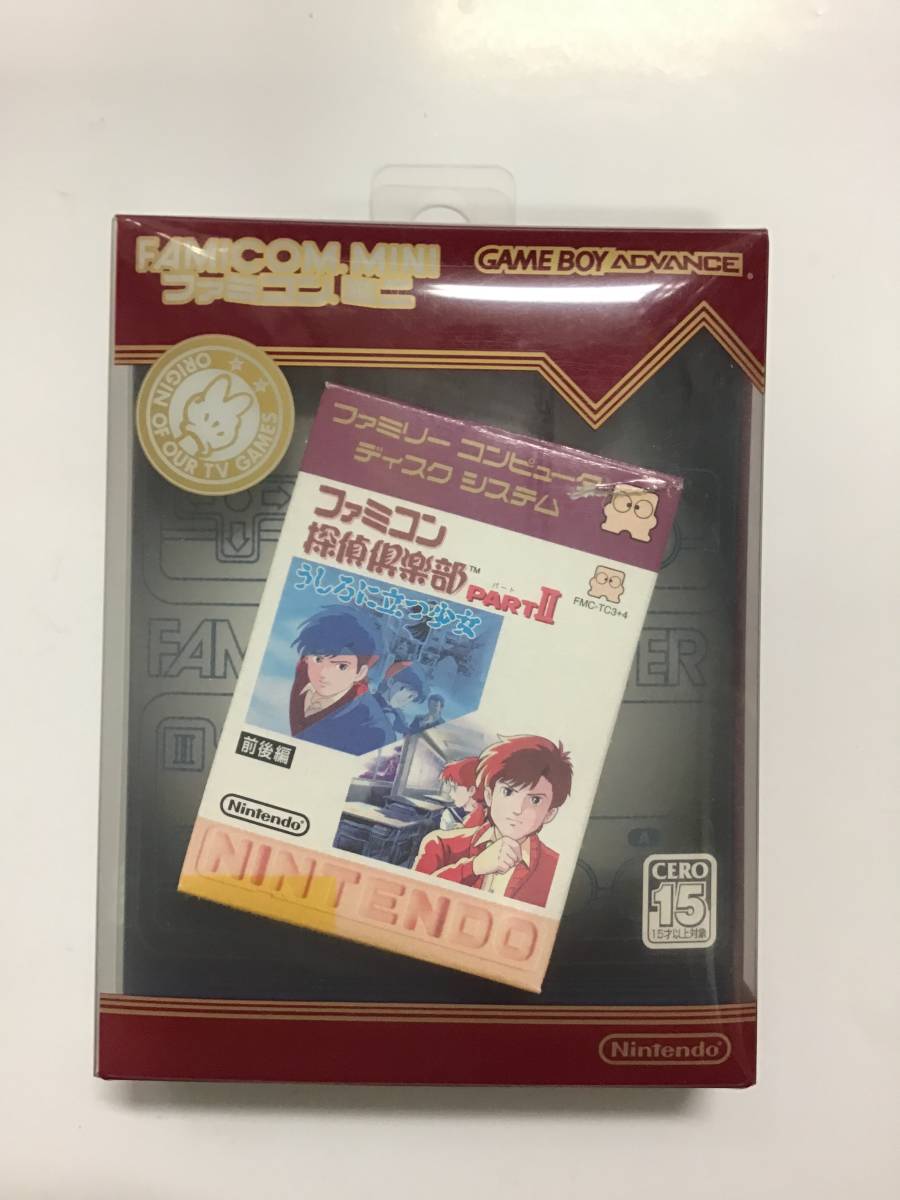 FAMICOM MINI
ファミコンミニ
GAME BOY ADVANCE
ORIGIN OF OUR TV GAMES
ファミリー コンピュータ
ディスク システム
ファミコン
探偵倶楽部™
パート
PARTⅡ
うしろに立つ少女
FMC-TC3+4
前後編
Nintendo®
NINTENDO
FAM
ER
II
A
CERO
15
15才以上対象
Nintendo®